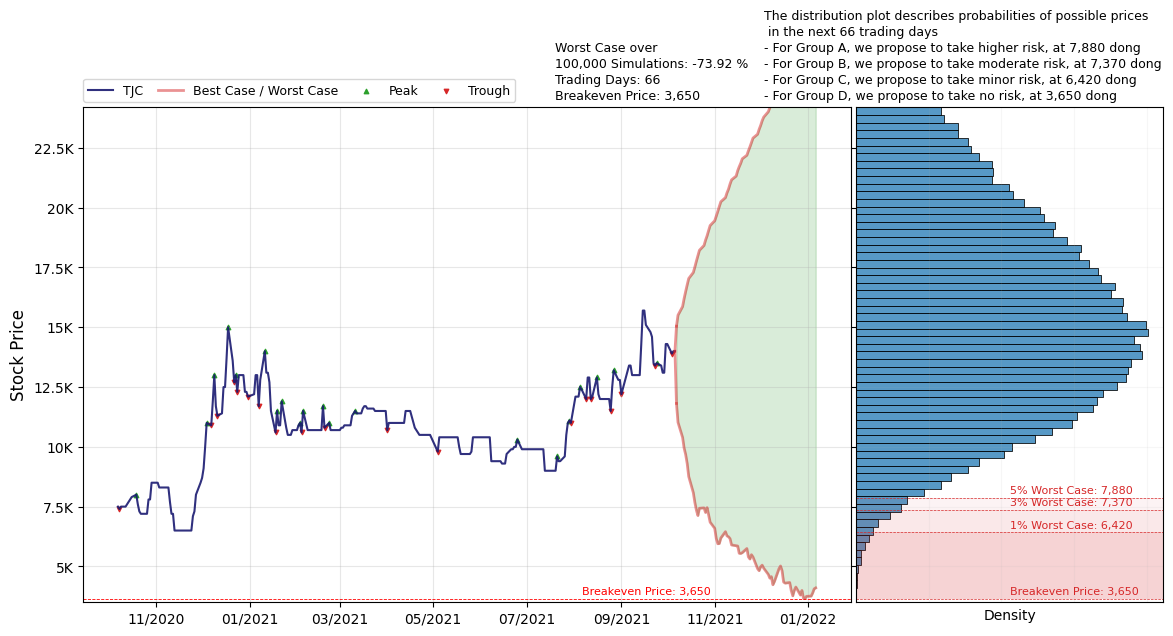 The distribution plot describes probabilities of possible prices
in the next 66 trading days
- For Group A, we propose to take higher risk, at 7,880 dong
- For Group B, we propose to take moderate risk, at 7,370 dong
- For Group C, we propose to take minor risk, at 6,420 dong
- For Group D, we propose to take no risk, at 3,650 dong
Worst Case over
100,000 Simulations: -73.92 %
Trading Days: 66
Breakeven Price: 3,650
TJC
Best Case / Worst Case
Peak
Trough
Stock Price
22.5K
20K
17.5K
15K
12.5K
10K
7.5K
5K
11/2020
01/2021
03/2021
05/2021
07/2021
09/2021
11/2021
01/2022
Breakeven Price: 3,650
5% Worst Case: 7,880
3% Worst Case: 7,370
1% Worst Case: 6,420
Breakeven Price: 3,650
Density